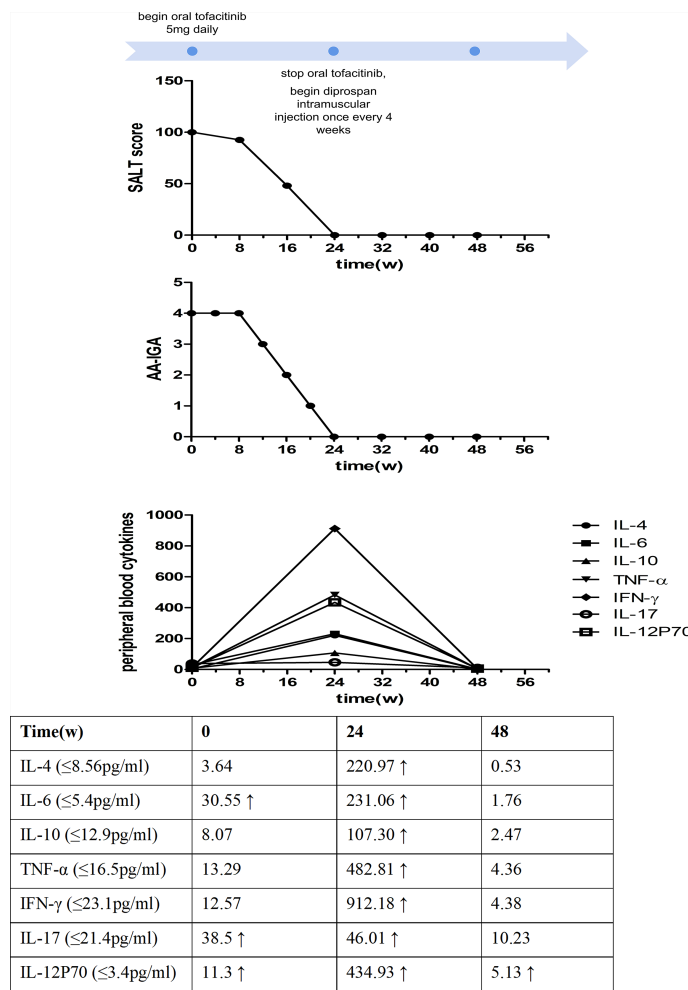 begin oral tofacitinib
5mg daily
stop oral tofacitinib,
begin diprospan
intramuscular
injection once every 4
weeks
SALT score
150
100
50
0
0 8 16 24 32 40 48 56
time(w)
AA-IGA
5
4
3
2
1
0
0 8 16 24 32 40 48 56
time(w)
peripheral blood cytokines
1000
800
600
400
200
0
0 8 16 24 32 40 48 56
time(w)
IL-4
IL-6
IL-10
TNF-α
IFN-γ
IL-17
IL-12P70
Time(w) 0 24 48
IL-4 (≤8.56pg/ml) 3.64 220.97 ↑ 0.53
IL-6 (≤5.4pg/ml) 30.55 ↑ 231.06 ↑ 1.76
IL-10 (≤12.9pg/ml) 8.07 107.30 ↑ 2.47
TNF-α (≤16.5pg/ml) 13.29 482.81 ↑ 4.36
IFN-γ (≤23.1pg/ml) 12.57 912.18 ↑ 4.38
IL-17 (≤21.4pg/ml) 38.5 ↑ 46.01 ↑ 10.23
IL-12P70 (≤3.4pg/ml) 11.3 ↑ 434.93 ↑ 5.13 ↑